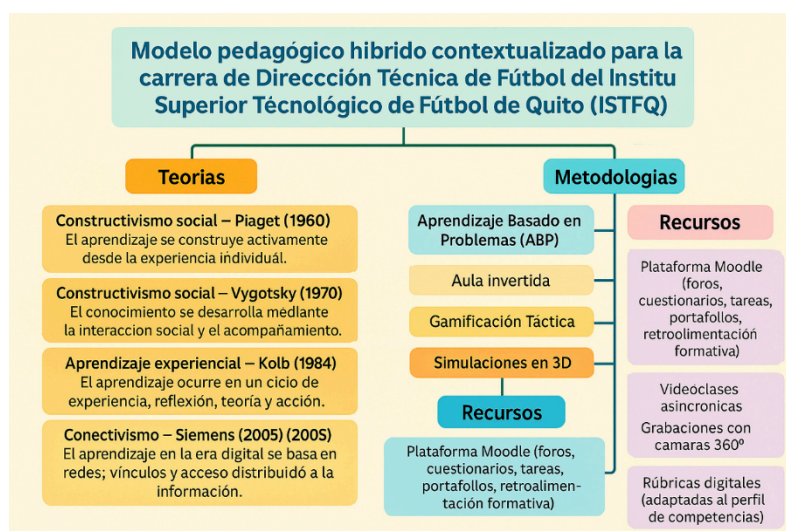 Modelo pedagógico hibrido contextualizado para la
carrera de Direccción Técnica de Fútbol del Institu
Superior Técnológico de Fútbol de Quito (ISTFQ)
Teorias
Constructivismo social – Piaget (1960)
El aprendizaje se construye activamente
desde la experiencia individuál.
Constructivismo social – Vygotsky (1970)
El conocimiento se desarrolla médlante
la interaccion social y el acompañamiento.
Aprendizaje experiencial – Kolb (1984)
El aprendizaje ocurre en un cicio de
experiencia, reflexión, teoría y acción.
Conectivismo – Siemens (2005) (200S)
El aprendizaje en la era digital se basa en
redes; vínculos y acceso distribuidó a la
información.
Metodologias
Aprendizaje Basado en
Problemas (ABP)
Aula invertida
Gamificación Táctica
Simulaciones en 3D
Recursos
Plataforma Moodle (foros,
cuestionarios, tareas,
portafollos, retroalimen-
tación formativa)
Recursos
Plataforma Moodle
(foros,
cuestionarios, tareas,
portafollos,
retroolimentación
formativa)
Videóclases
asincronicas
Grabaciones con
camaras 360º
Rúbricas digitales
(adaptadas al perfil
de competencias)